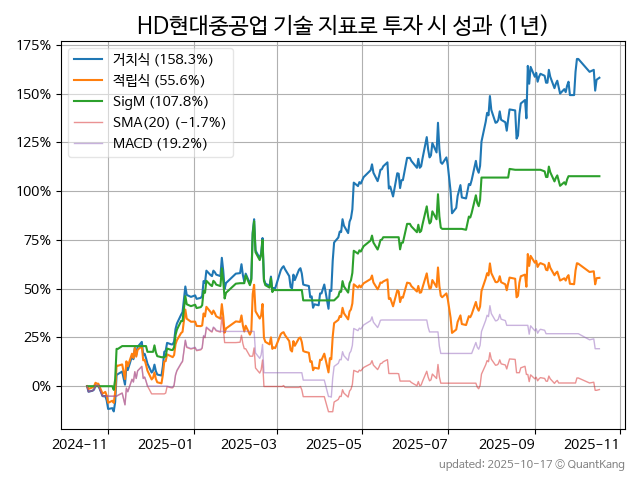 HD현대중공업 기술 지표로 투자 시 성과 (1년)
175%
150%
125%
100%
75%
50%
25%
0%
거치식 (158.3%)
적립식 (55.6%)
SigM (107.8%)
SMA(20) (-1.7%)
MACD (19.2%)
2024-11 2025-01 2025-03 2025-05 2025-07 2025-09 2025-11
updated: 2025-10-17 © QuantKang